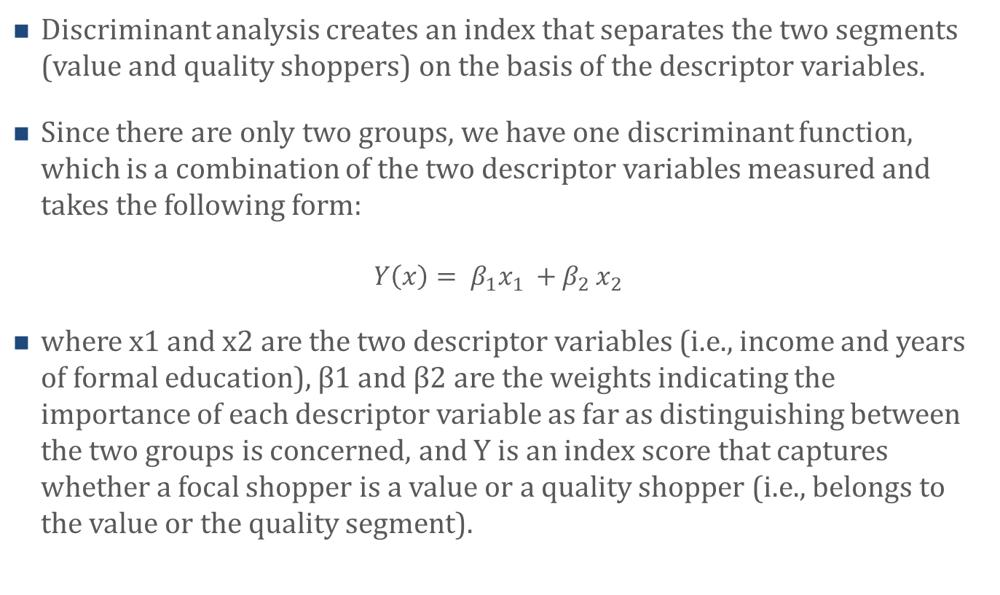 ▪ Discriminant analysis creates an index that separates the two segments
(value and quality shoppers) on the basis of the descriptor variables.
▪ Since there are only two groups, we have one discriminant function,
which is a combination of the two descriptor variables measured and
takes the following form:
Y(x) = β₁x₁ + β₂ x₂
▪ where x1 and x2 are the two descriptor variables (i.e., income and years
of formal education), β1 and β2 are the weights indicating the
importance of each descriptor variable as far as distinguishing between
the two groups is concerned, and Y is an index score that captures
whether a focal shopper is a value or a quality shopper (i.e., belongs to
the value or the quality segment).